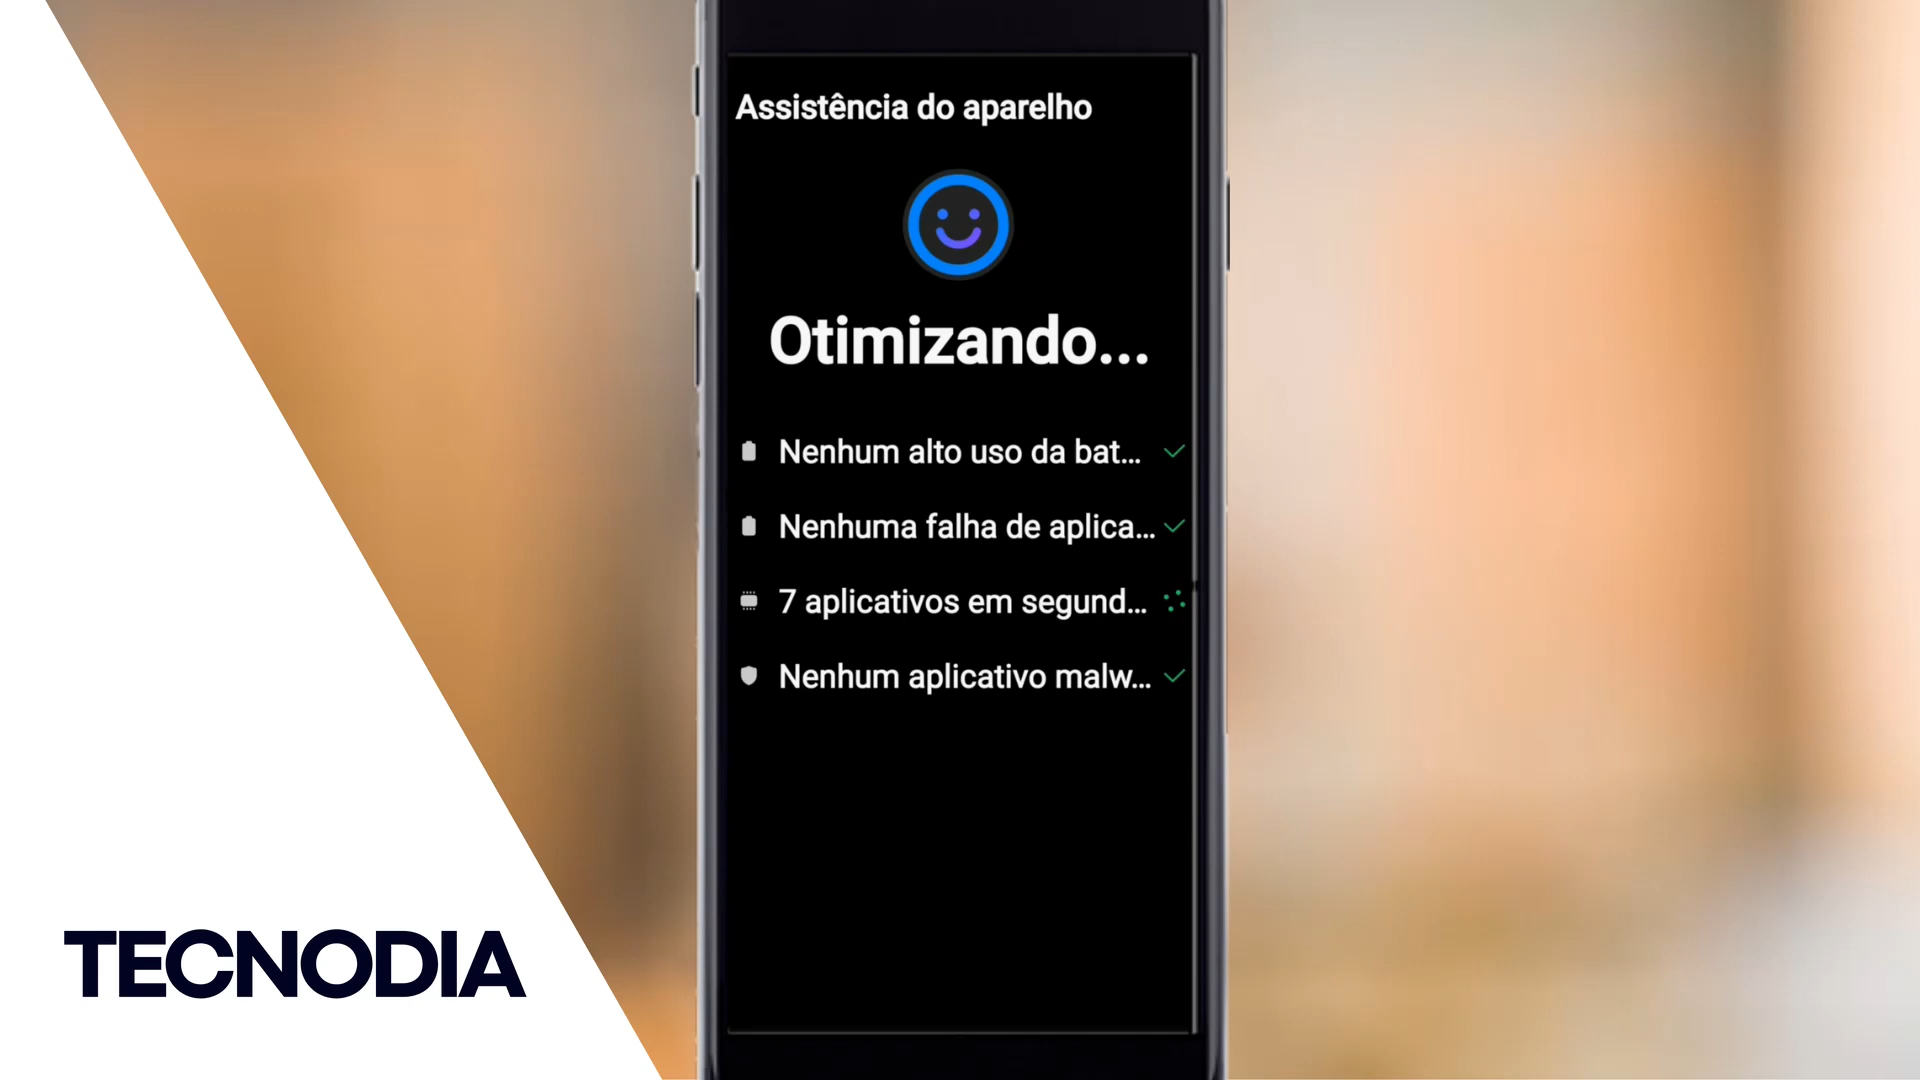 Assistência do aparelho
Otimizando...
Nenhum alto uso da bat...
Nenhuma falha de aplica...
7 aplicativos em segund...
Nenhum aplicativo malw...
TECNODIA